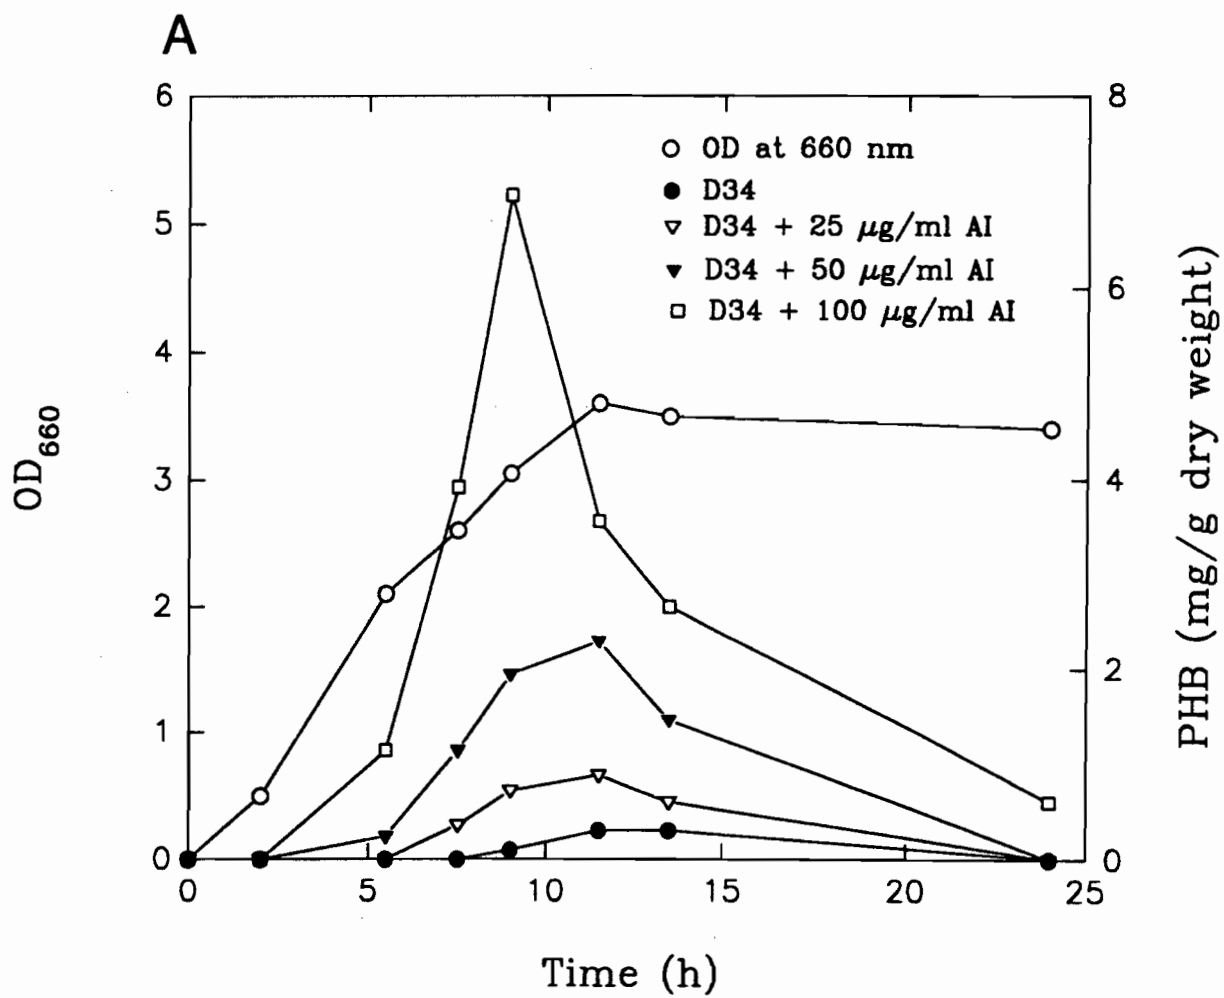 A
6
5
4
3
2
1
0
OD660
8
6
4
2
0
PHB (mg/g dry weight)
OD at 660 nm
D34
D34 + 25 μg/ml AI
D34 + 50 μg/ml AI
D34 + 100 μg/ml AI
0 5 10 15 20 25
Time (h)